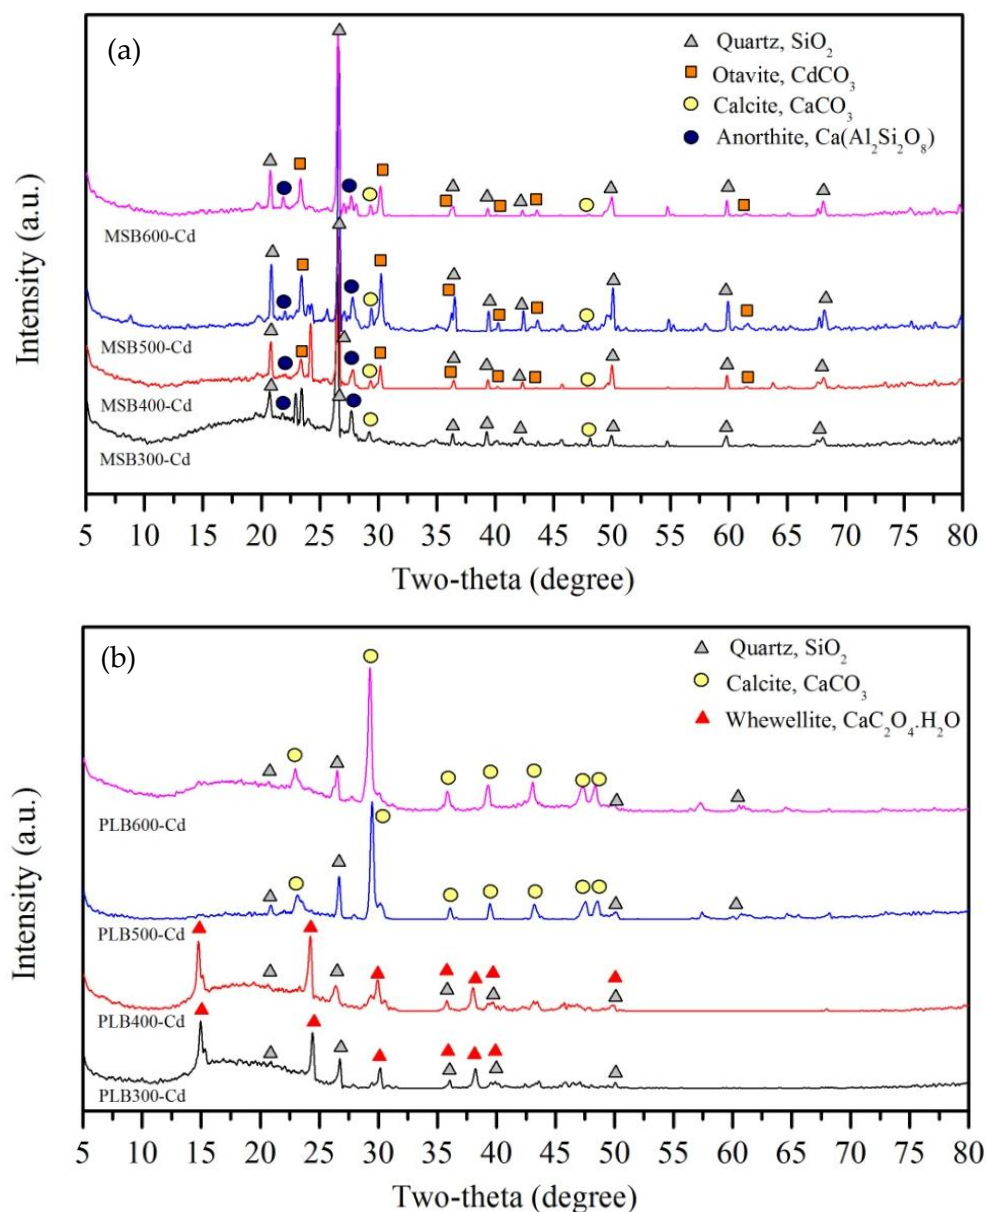 (a)
Quartz, SiO₂
Otavite, CdCO₃
Calcite, CaCO₃
Anorthite, Ca(Al₂Si₂O₈)
Intensity (a.u.)
MSB600-Cd
MSB500-Cd
MSB400-Cd
MSB300-Cd
5 10 15 20 25 30 35 40 45 50 55 60 65 70 75 80
Two-theta (degree)
(b)
Quartz, SiO₂
Calcite, CaCO₃
Whewellite, CaC₂O₄.H₂O
Intensity (a.u.)
PLB600-Cd
PLB500-Cd
PLB400-Cd
PLB300-Cd
5 10 15 20 25 30 35 40 45 50 55 60 65 70 75 80
Two-theta (degree)